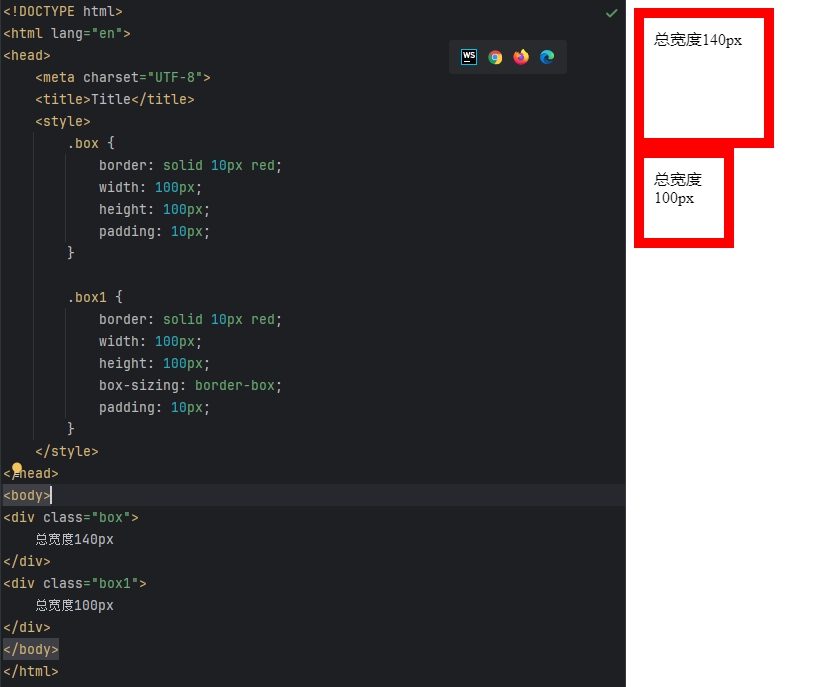 <!DOCTYPE html>
<html lang="en">
<head>
    <meta charset="UTF-8">
    <title>Title</title>
    <style>
        .box {
            border: solid 10px red;
            width: 100px;
            height: 100px;
            padding: 10px;
        }

        .box1 {
            border: solid 10px red;
            width: 100px;
            height: 100px;
            box-sizing: border-box;
            padding: 10px;
        }
    </style>
</head>
<body>
<div class="box">
    总宽度140px
</div>
<div class="box1">
    总宽度100px
</div>
</body>
</html>
WS
总宽度140px
总宽度
100px